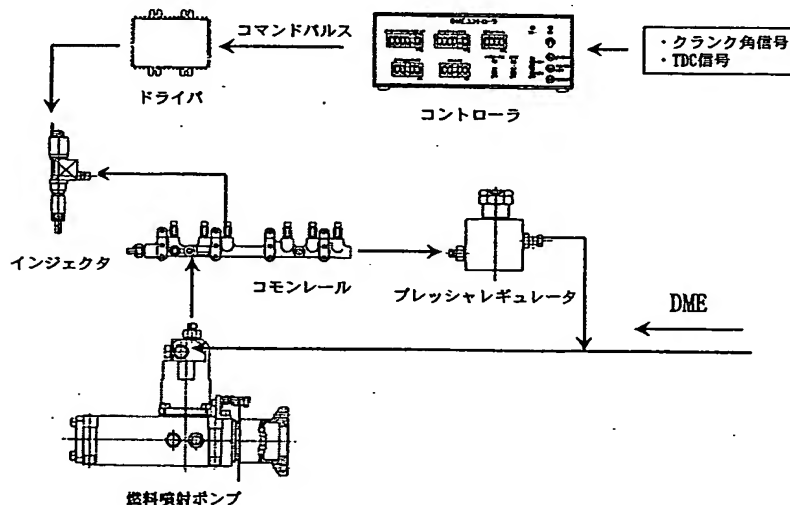 コマンドパルス
・クランク角信号
・TDC信号
ドライバ
コントローラ
インジェクタ
コモンレール
プレッシャレギュレータ
DME
燃料噴射ポンプ